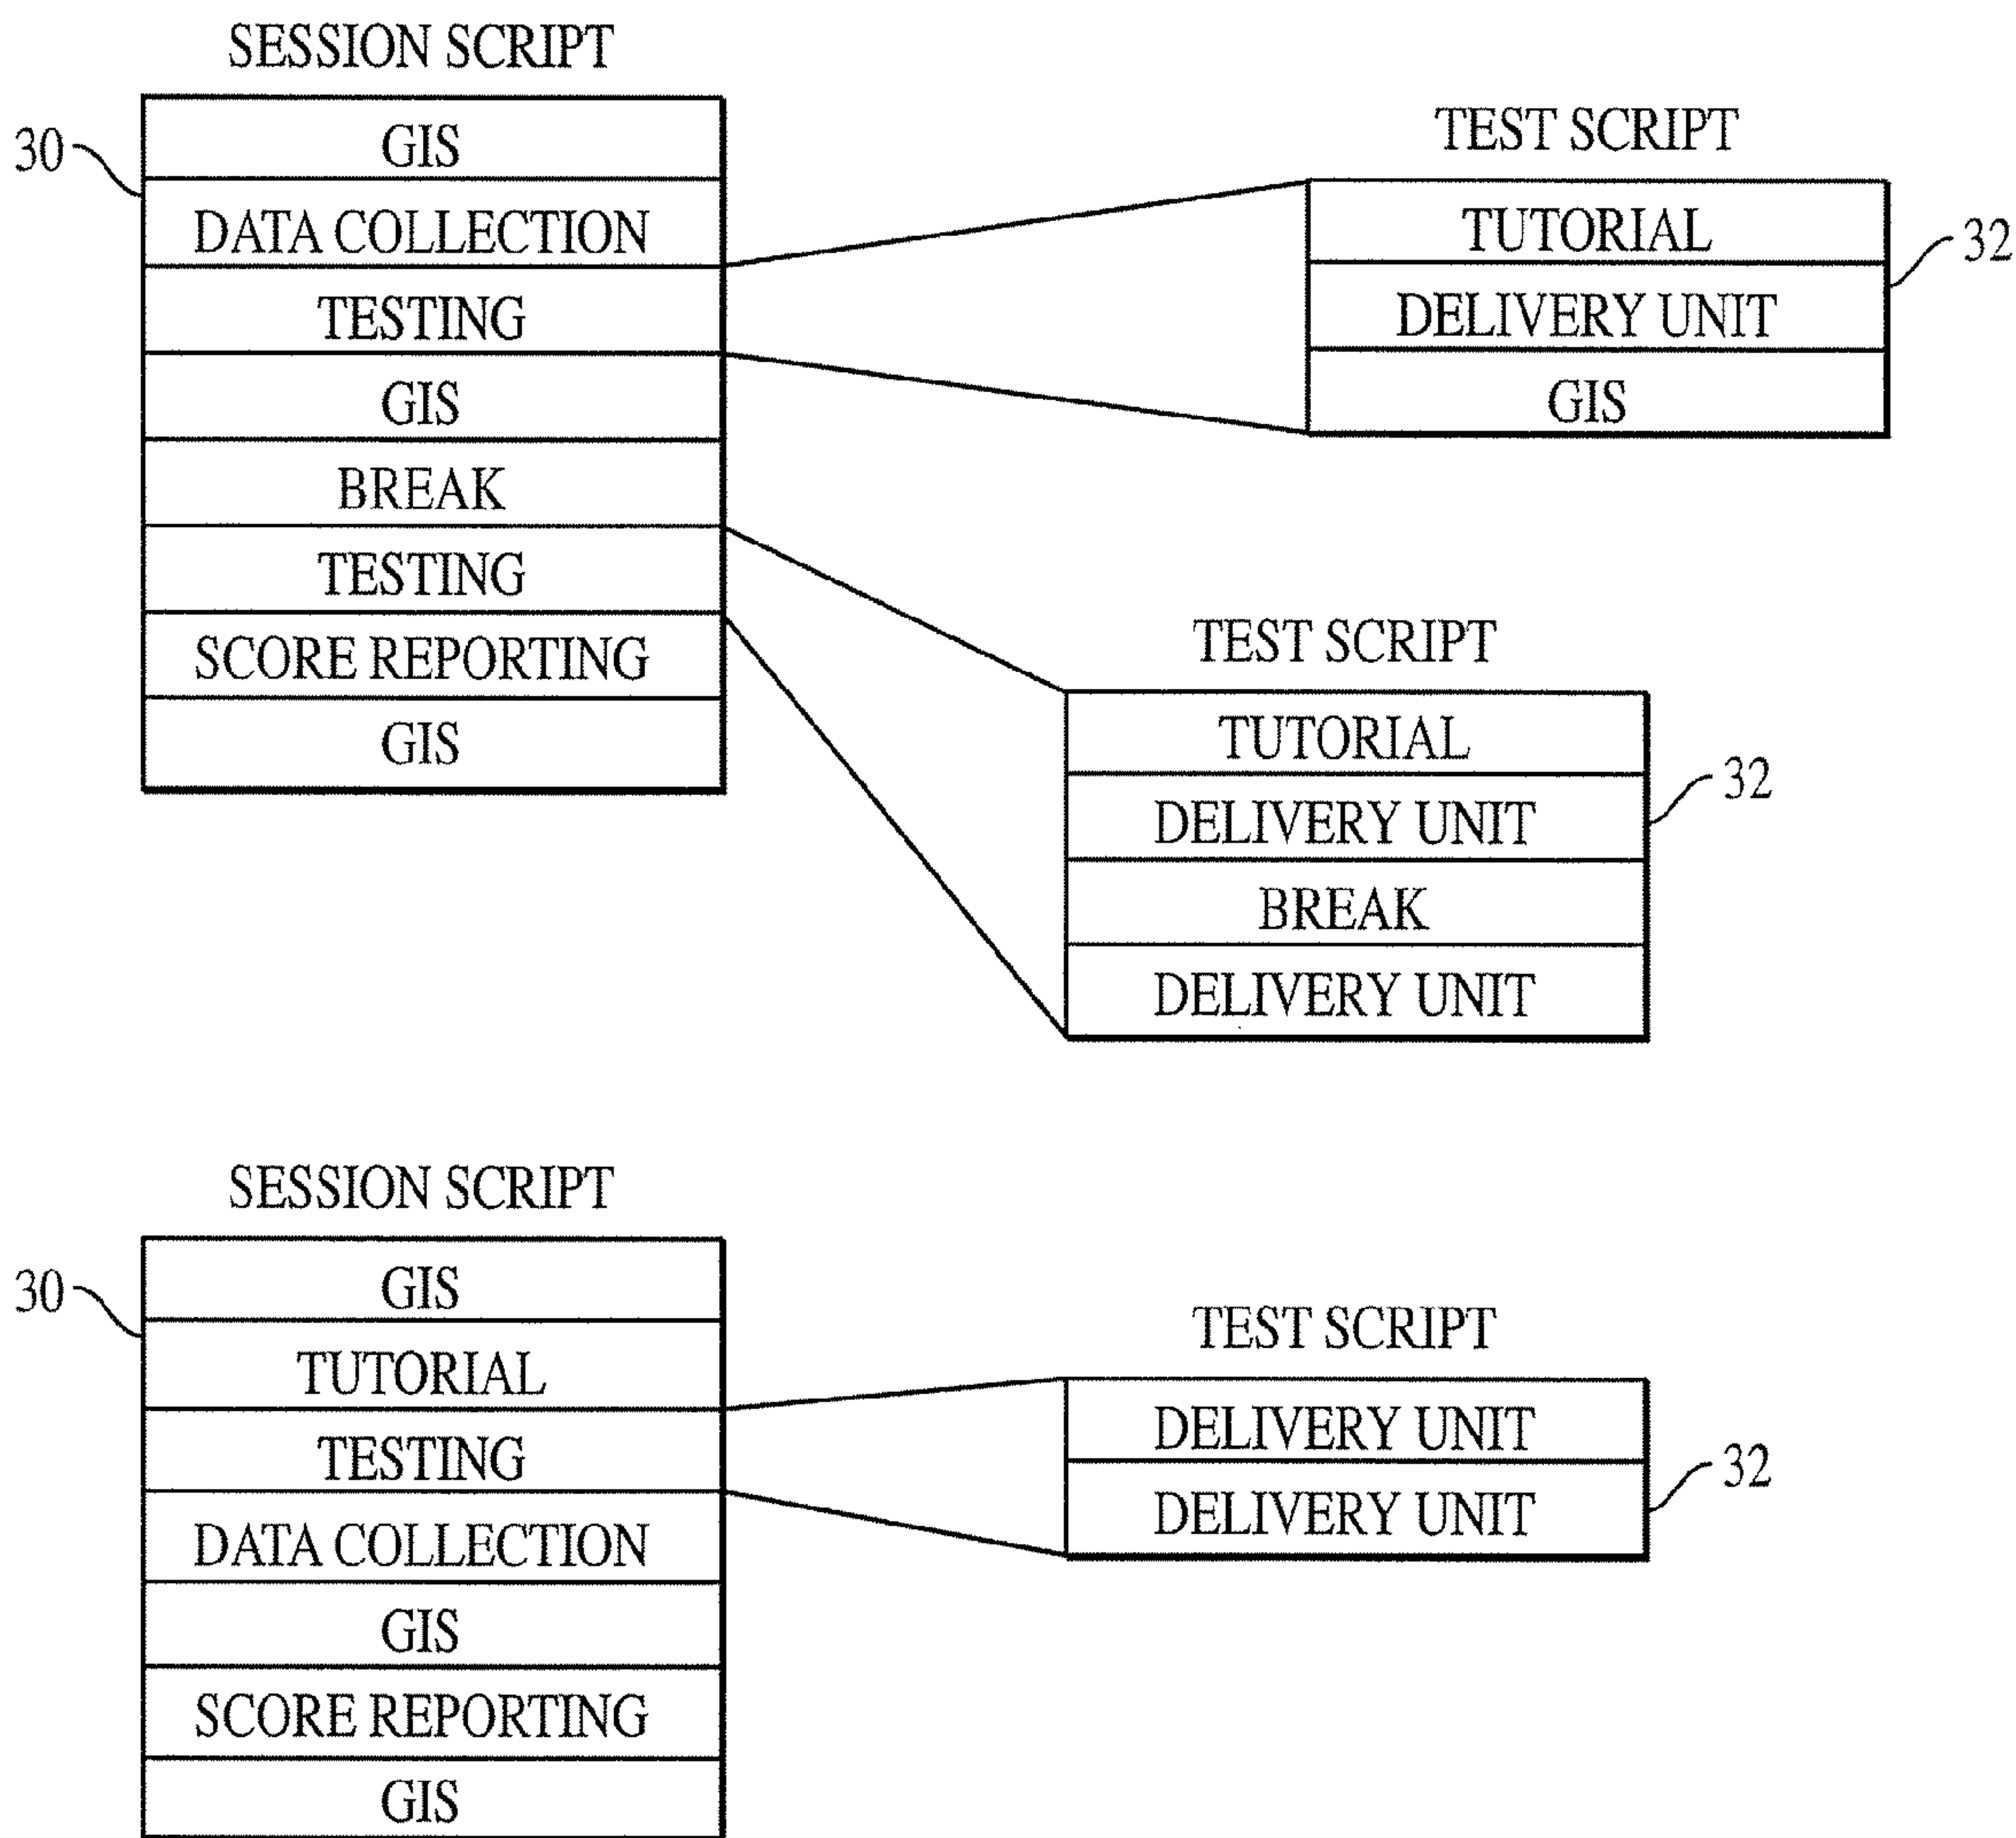 SESSION SCRIPT
30
GIS
DATA COLLECTION
TESTING
GIS
BREAK
TESTING
SCORE REPORTING
GIS
TEST SCRIPT
TUTORIAL
32
DELIVERY UNIT
GIS
TEST SCRIPT
TUTORIAL
32
DELIVERY UNIT
BREAK
DELIVERY UNIT
SESSION SCRIPT
30
GIS
TUTORIAL
TESTING
DATA COLLECTION
GIS
SCORE REPORTING
GIS
TEST SCRIPT
DELIVERY UNIT
32
DELIVERY UNIT